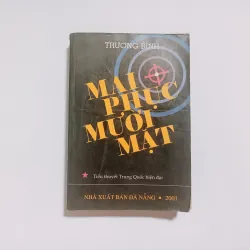 THƯƠNG BÌNH
MAI
PHỤC
MƯỜI
MẶT
Tiểu thuyết Trung Quốc hiện đại
NHÀ XUẤT BẢN ĐÀ NẴNG • 2001